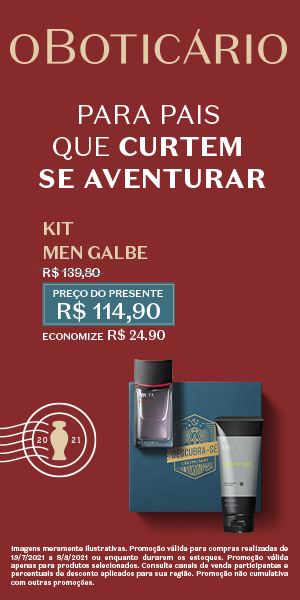 oBoticário
PARA PAIS
QUE CURTEM
SE AVENTURAR
KIT
MEN GALBE
R$ 139,80
PREÇO DO PRESENTE
R$ 114,90
ECONOMIZE R$ 24.90
20 21
DESCUBRA-SE
OBOTICÁRIO
Imagens meramente ilustrativas. Promoção válida para compras realizadas de
19/7/2021 a 8/8/2021 ou enquanto durarem os estoques. Promoção válida
apenas para produtos selecionados. Consulte canais de venda participantes e
percentuais de desconto aplicados para sua região. Promoção não cumulativa
com outras promoções.